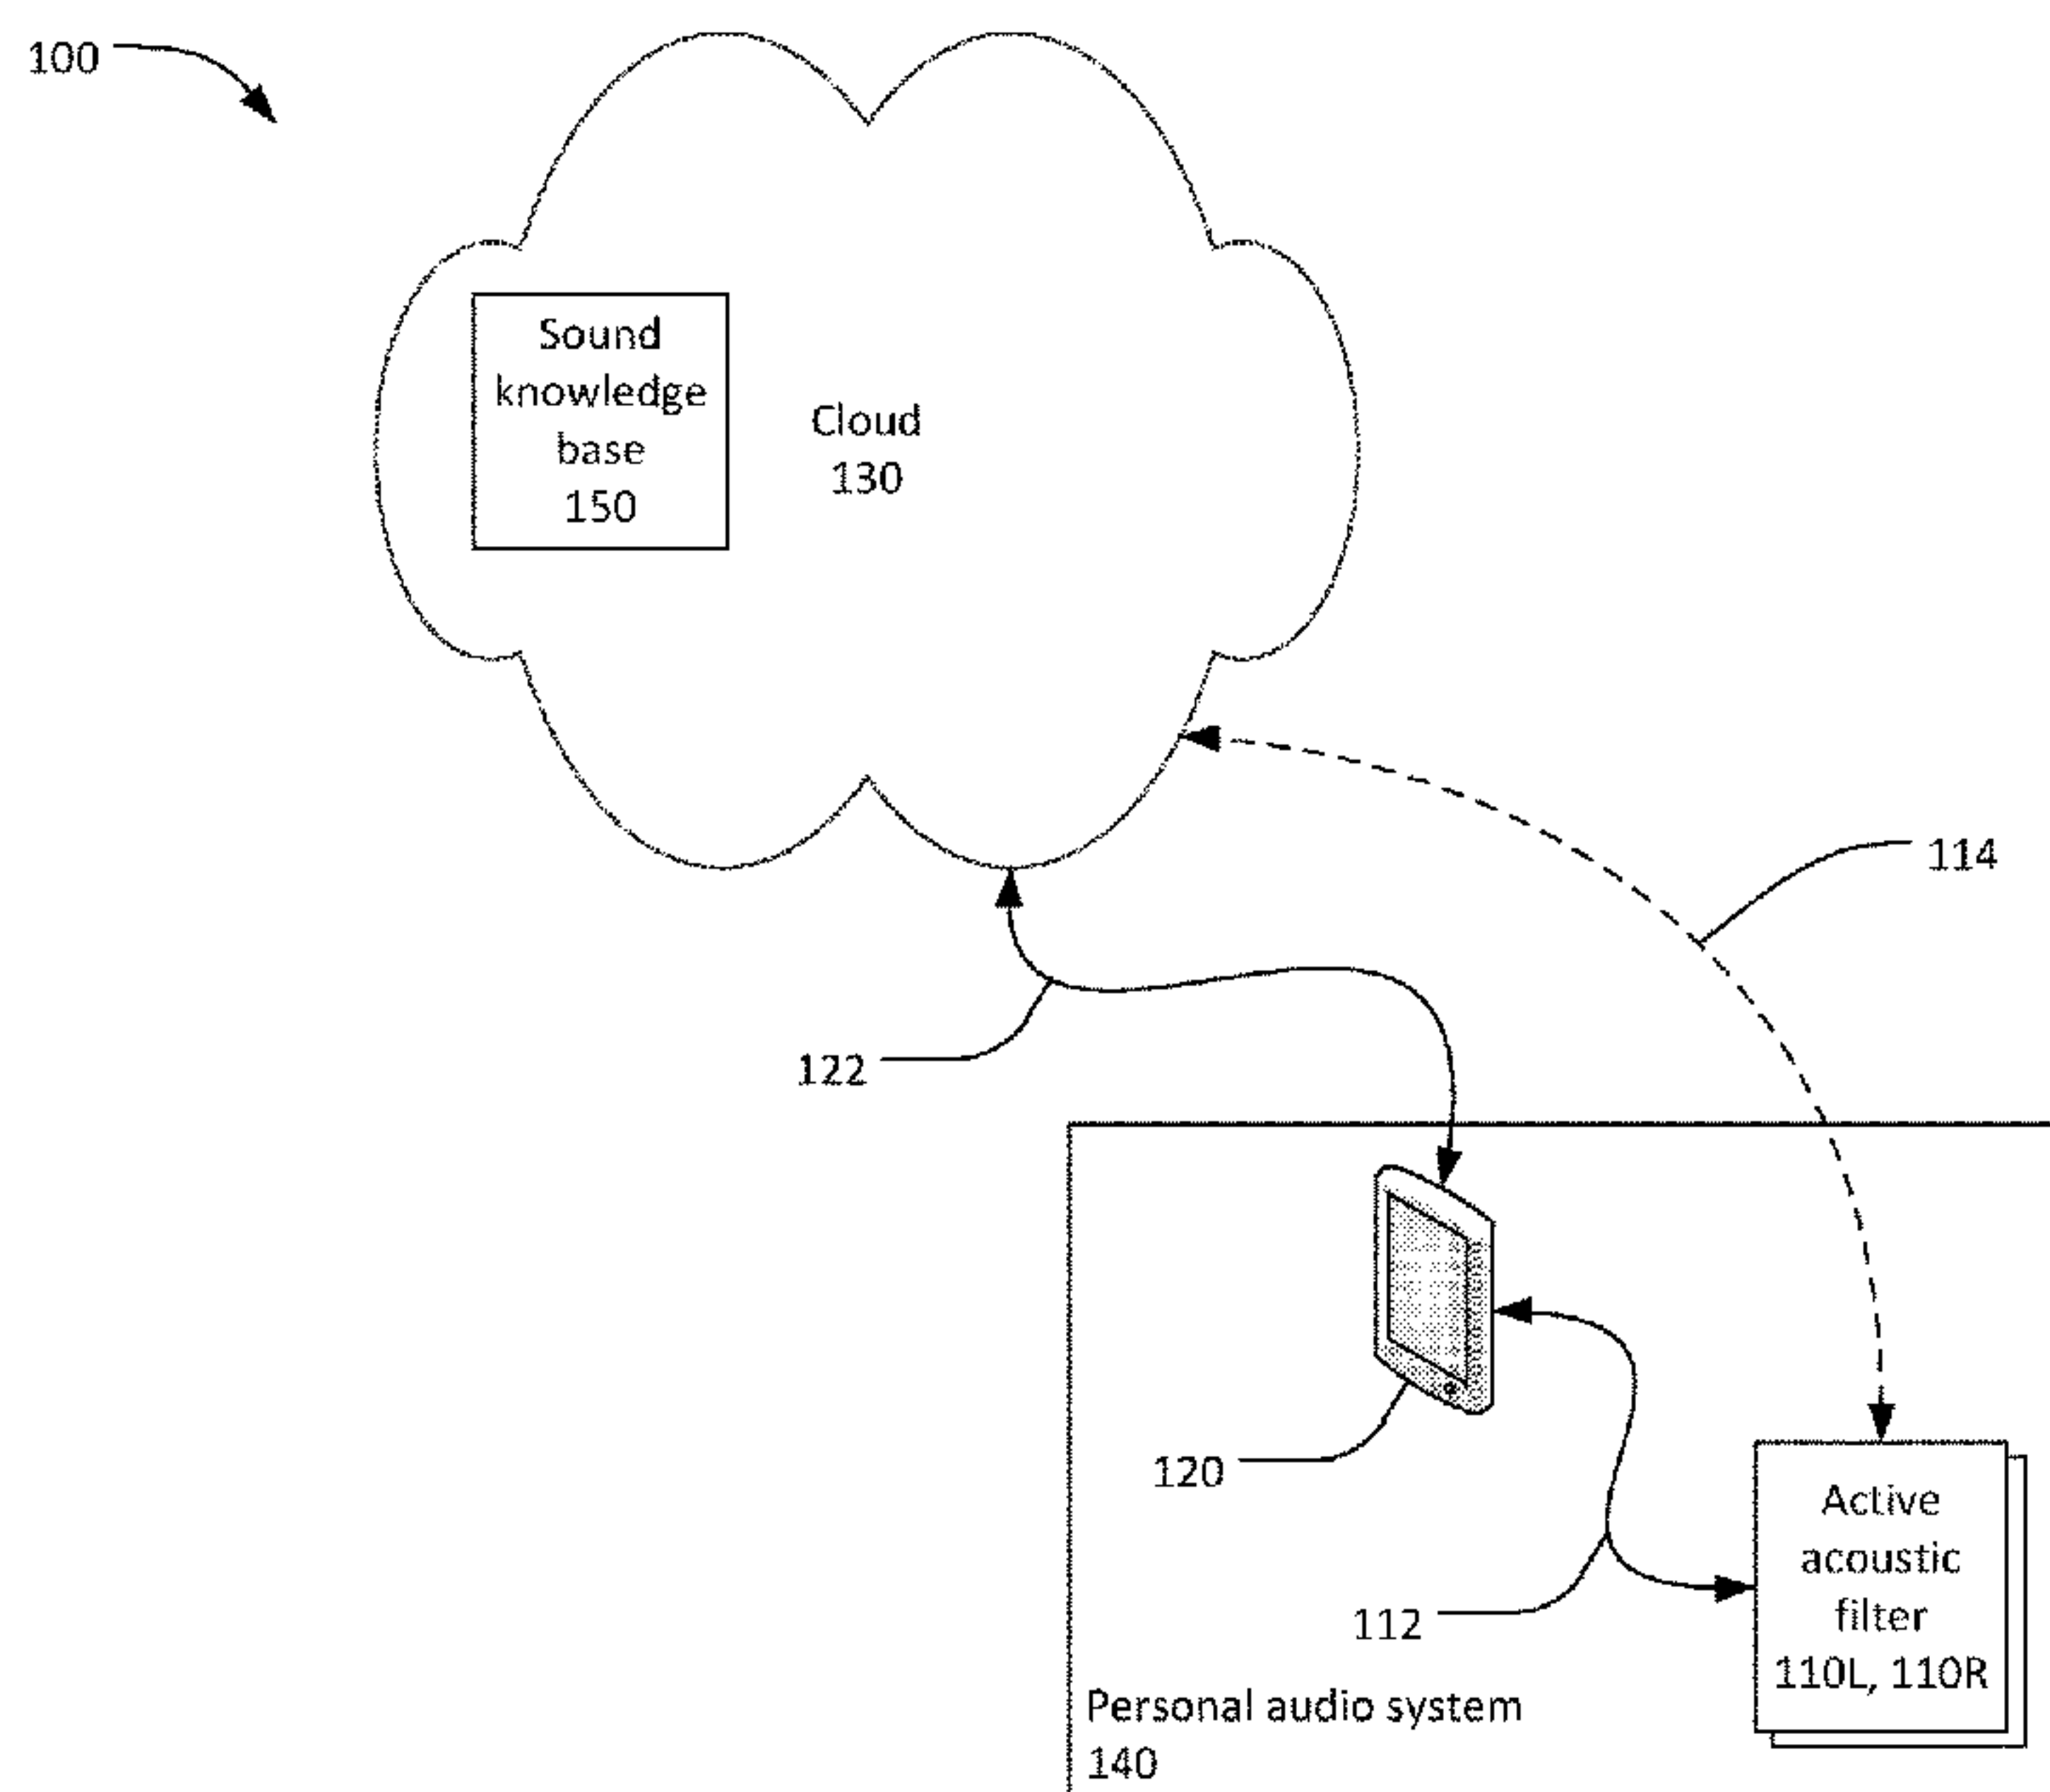 100
Sound
knowledge
base
150
Cloud
130
114
122
120
Active
acoustic
filter
110L, 110R
112
Personal audio system
140